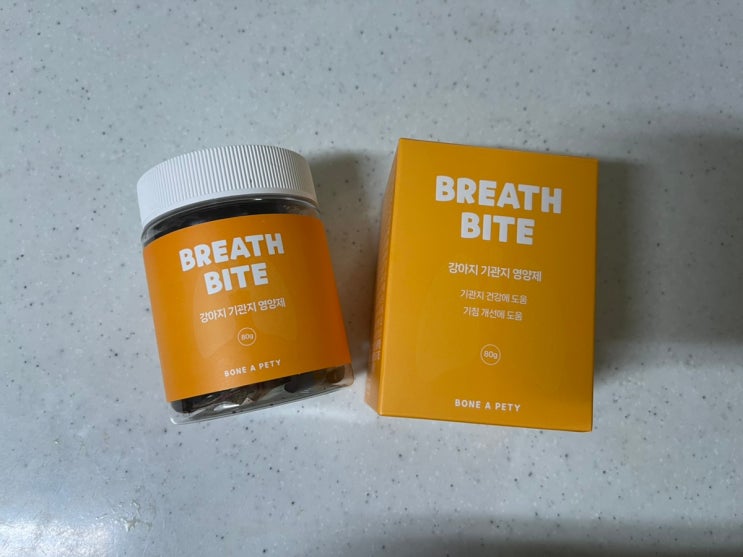 BREATH
BITE
강아지 기관지 영양제
80g
BONE A PETY
BREATH
BITE
강아지 기관지 영양제
기관지 건강에 도움
기침 개선에 도움
80g
BONE A PETY